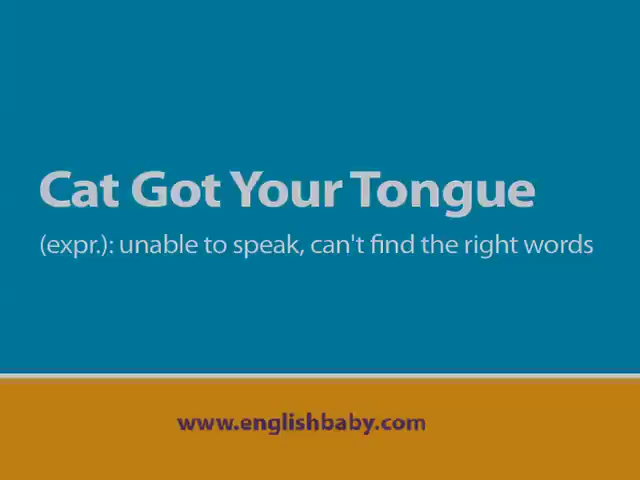 Cat Got Your Tongue
(expr.): unable to speak, can't find the right words
www.englishbaby.com